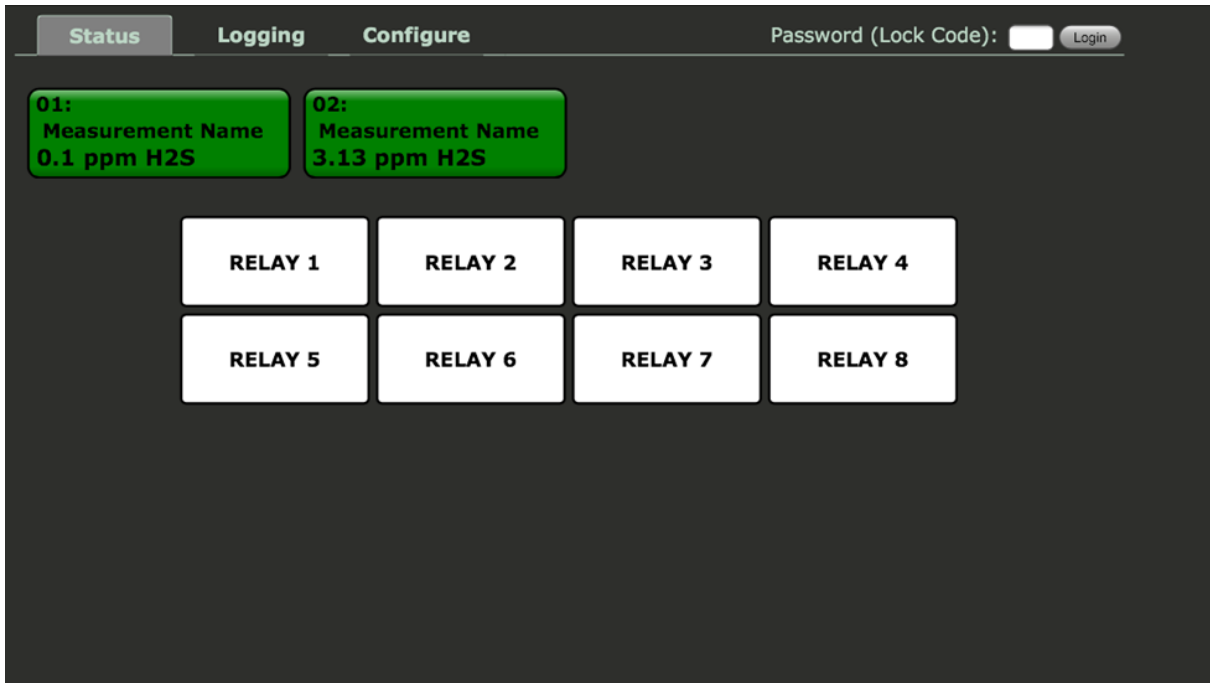 Status Logging Configure Password (Lock Code): Login
01:
Measurement Name
0.1 ppm H2S
02:
Measurement Name
3.13 ppm H2S
RELAY 1 RELAY 2 RELAY 3 RELAY 4
RELAY 5 RELAY 6 RELAY 7 RELAY 8